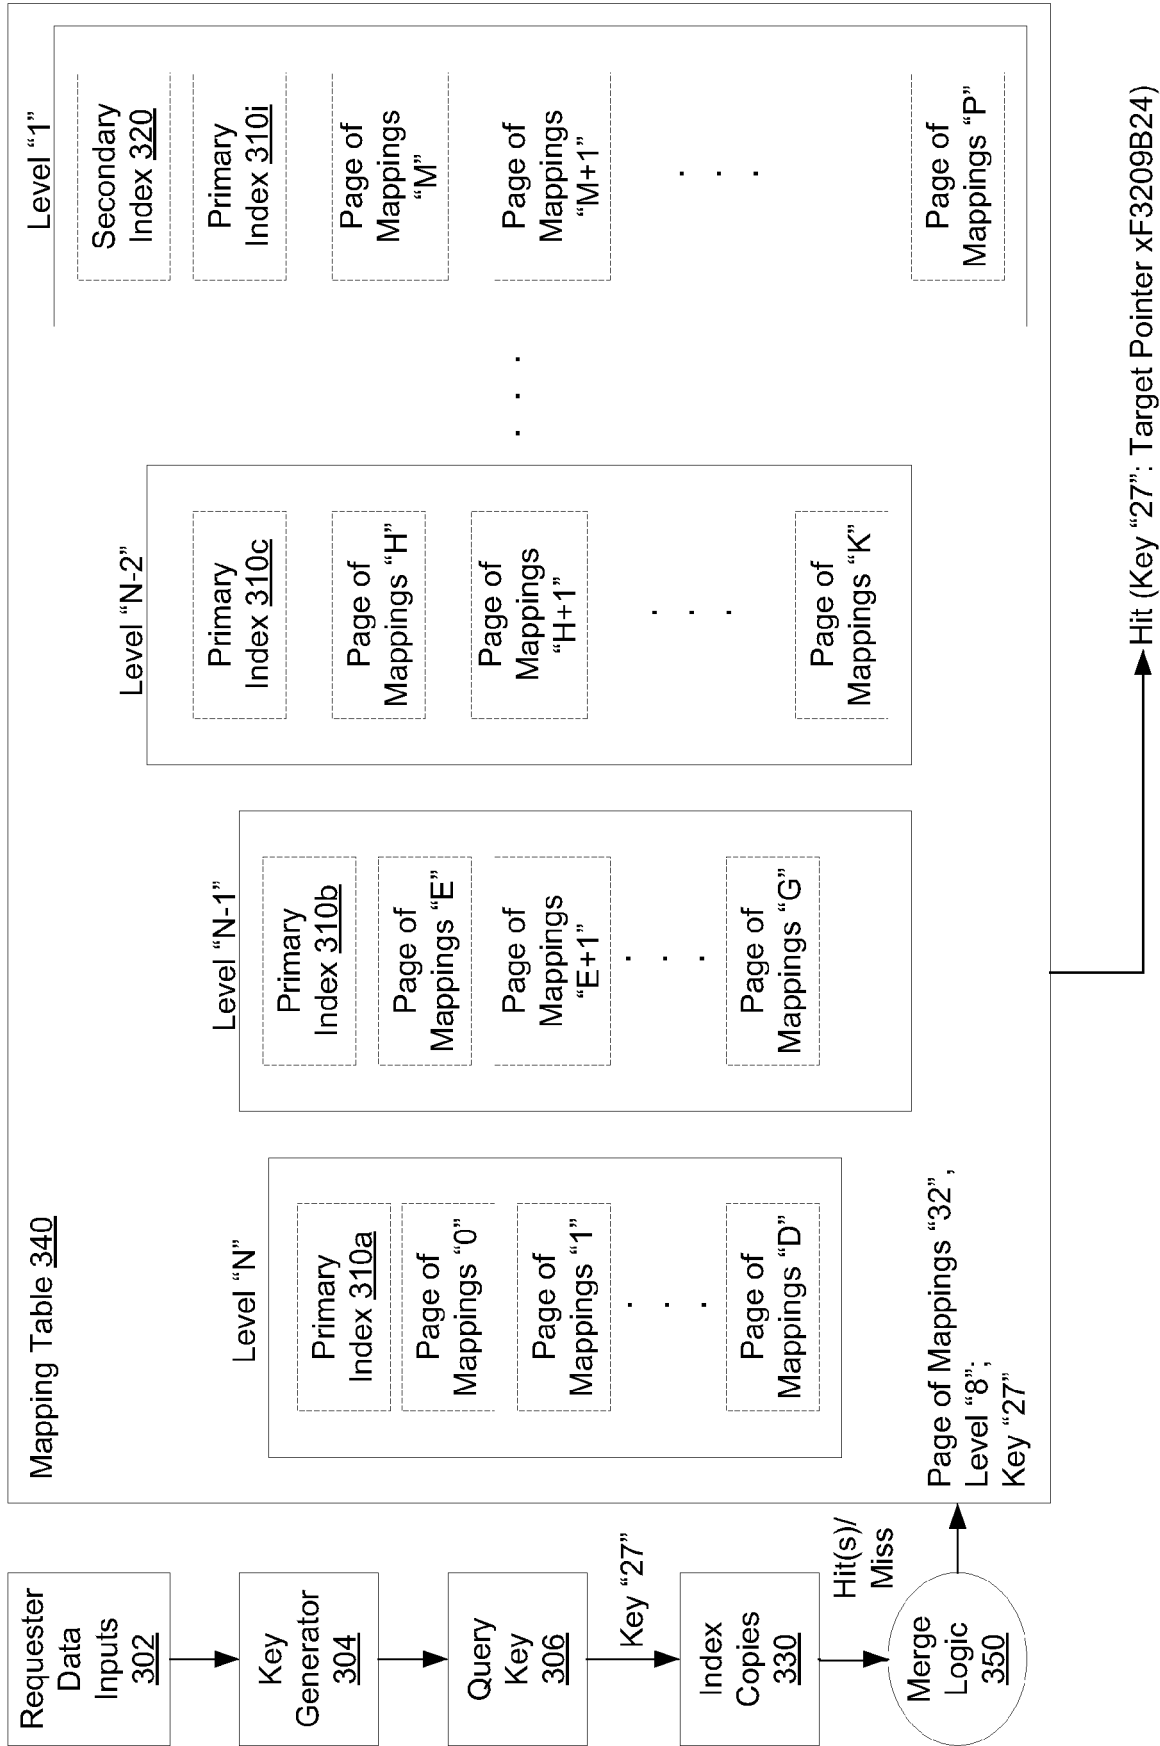 Requester
Data
Inputs
302
Key
Generator
304
Query
Key
306
Key “27”
Index
Copies
330
Hit(s)/
Miss
Merge
Logic
350
Mapping Table 340
Level “N”
Primary
Index 310a
Page of
Mappings “0”
Page of
Mappings “1”
. . .
Page of
Mappings “D”
Page of Mappings “32”,
Level “8”;
Key “27”
Level “N-1”
Primary
Index 310b
Page of
Mappings “E”
Page of
Mappings
“E+1”
. . .
Page of
Mappings “G”
Level “N-2”
Primary
Index 310c
Page of
Mappings “H”
Page of
Mappings
“H+1”
. . .
Page of
Mappings “K”
. . .
Level “1”
Secondary
Index 320
Primary
Index 310i
Page of
Mappings
“M”
Page of
Mappings
“M+1”
. . .
Page of
Mappings “P”
Hit (Key “27”: Target Pointer xF3209B24)